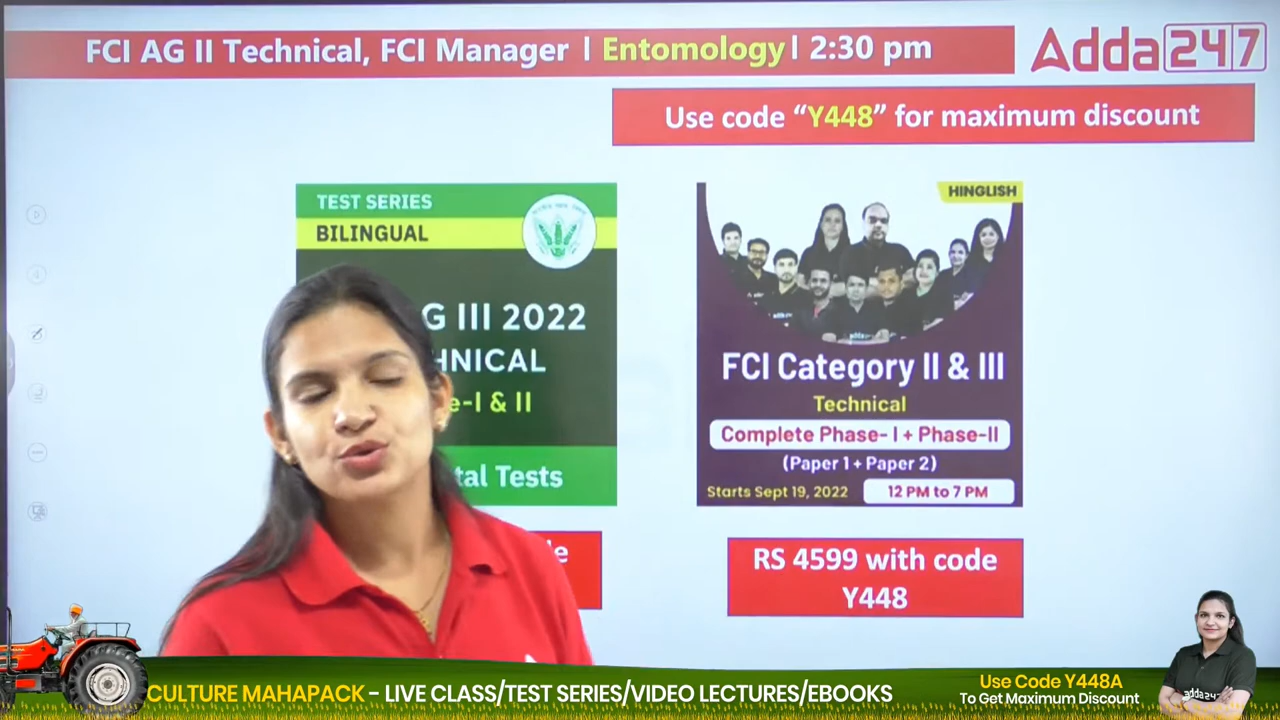 FCI AG II Technical, FCI Manager | Entomology | 2:30 pm
Adda247
Use code “Y448” for maximum discount
TEST SERIES
BILINGUAL
G III 2022
HNICAL
e-I & II
tal Tests
HINGLISH
FCI Category II & III
Technical
Complete Phase- I + Phase-II
(Paper 1 + Paper 2)
Starts Sept 19, 2022
12 PM to 7 PM
RS 4599 with code
Y448
CULTURE MAHAPACK - LIVE CLASS/TEST SERIES/VIDEO LECTURES/EBOOKS
Use Code Y448A
To Get Maximum Discount
adda247